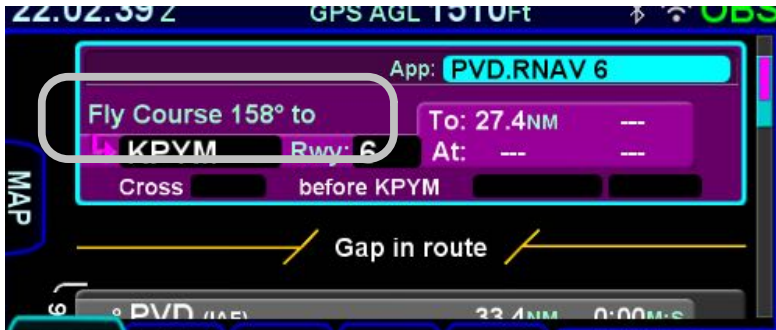 22.02.39 Z GPS AGL 1510FT OBS
App: PVD.RNAV 6
Fly Course 158° to
To: 27.4NM ---
KPYM Rwy: 6 At: --- ---
Cross before KPYM
MAP
Gap in route
PVD (IAF) 33.4NM 0:00M:S